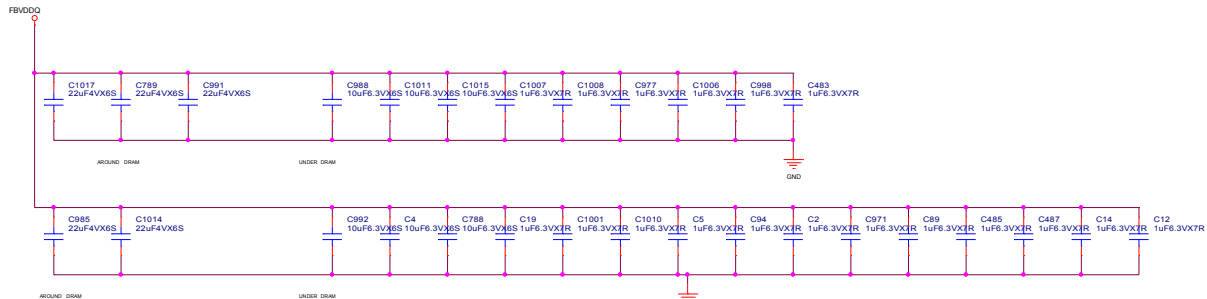 FBVDDQ
C1017 C789 C991 C988 C1011 C1015 C1007 C1008 C977 C1006 C998 C483
22uF4VX6S 22uF4VX6S 22uF4VX6S 10uF6.3VX6S 10uF6.3VX6S 10uF6.3VX6S 1uF6.3VX7R 1uF6.3VX7R 1uF6.3VX7R 1uF6.3VX7R 1uF6.3VX7R 1uF6.3VX7R
AROUND DRAM UNDER DRAM
GND
C985 C1014 C992 C4 C788 C19 C1001 C1010 C5 C94 C2 C971 C89 C485 C487 C14 C12
22uF4VX6S 22uF4VX6S 10uF6.3VX6S 10uF6.3VX6S 10uF6.3VX6S 1uF6.3VX7R 1uF6.3VX7R 1uF6.3VX7R 1uF6.3VX7R 1uF6.3VX7R 1uF6.3VX7R 1uF6.3VX7R 1uF6.3VX7R 1uF6.3VX7R 1uF6.3VX7R 1uF6.3VX7R 1uF6.3VX7R
AROUND DRAM UNDER DRAM